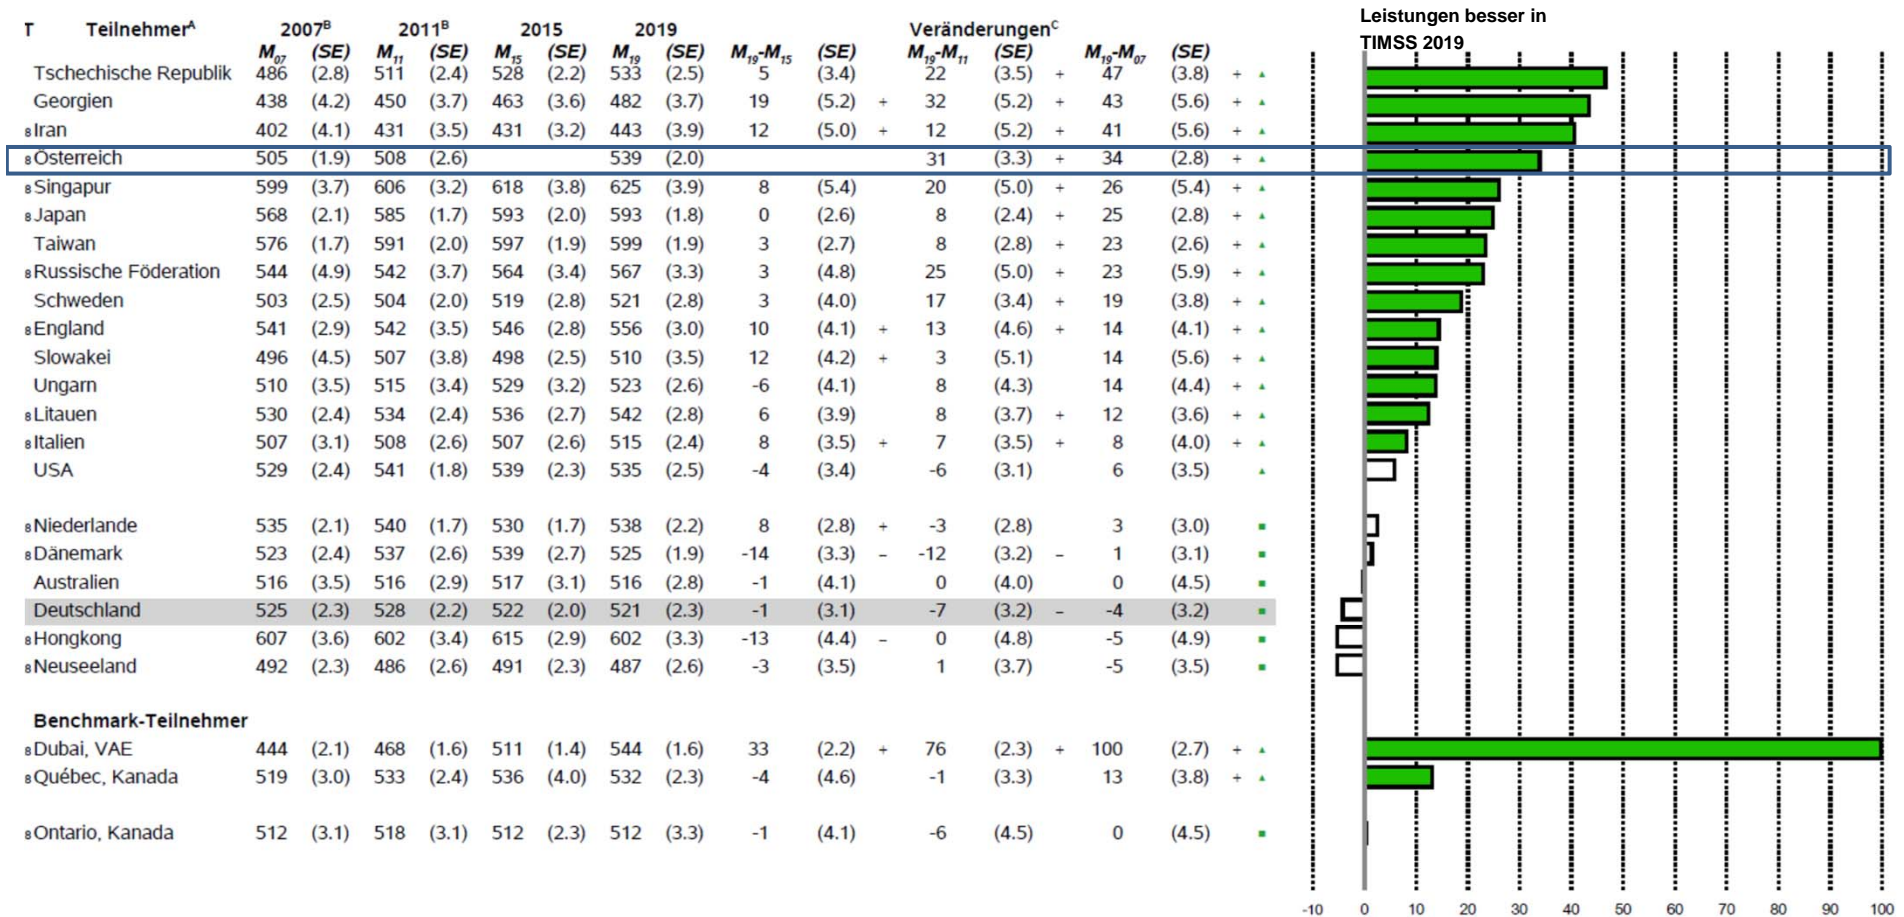 Leistungen besser in
TIMSS 2019
T Teilnehmerᴬ 2007ᴮ 2011ᴮ 2015 2019 Veränderungenᶜ
M₀₇ (SE) M₁₁ (SE) M₁₅ (SE) M₁₉ (SE) M₁₉-M₁₅ (SE) M₁₉-M₁₁ (SE) M₁₉-M₀₇ (SE)
Tschechische Republik 486 (2.8) 511 (2.4) 528 (2.2) 533 (2.5) 5 (3.4) 22 (3.5) + 47 (3.8) + ▲
Georgien 438 (4.2) 450 (3.7) 463 (3.6) 482 (3.7) 19 (5.2) + 32 (5.2) + 43 (5.6) + ▲
8 Iran 402 (4.1) 431 (3.5) 431 (3.2) 443 (3.9) 12 (5.0) + 12 (5.2) + 41 (5.6) + ▲
8 Österreich 505 (1.9) 508 (2.6) 539 (2.0) 31 (3.3) + 34 (2.8) + ▲
8 Singapur 599 (3.7) 606 (3.2) 618 (3.8) 625 (3.9) 8 (5.4) 20 (5.0) + 26 (5.4) + ▲
8 Japan 568 (2.1) 585 (1.7) 593 (2.0) 593 (1.8) 0 (2.6) 8 (2.4) + 25 (2.8) + ▲
Taiwan 576 (1.7) 591 (2.0) 597 (1.9) 599 (1.9) 3 (2.7) 8 (2.8) + 23 (2.6) + ▲
8 Russische Föderation 544 (4.9) 542 (3.7) 564 (3.4) 567 (3.3) 3 (4.8) 25 (5.0) + 23 (5.9) + ▲
Schweden 503 (2.5) 504 (2.0) 519 (2.8) 521 (2.8) 3 (4.0) 17 (3.4) + 19 (3.8) + ▲
8 England 541 (2.9) 542 (3.5) 546 (2.8) 556 (3.0) 10 (4.1) + 13 (4.6) + 14 (4.1) + ▲
Slowakei 496 (4.5) 507 (3.8) 498 (2.5) 510 (3.5) 12 (4.2) + 3 (5.1) 14 (5.6) + ▲
Ungarn 510 (3.5) 515 (3.4) 529 (3.2) 523 (2.6) -6 (4.1) 8 (4.3) 14 (4.4) + ▲
8 Litauen 530 (2.4) 534 (2.4) 536 (2.7) 542 (2.8) 6 (3.9) 8 (3.7) + 12 (3.6) + ▲
8 Italien 507 (3.1) 508 (2.6) 507 (2.6) 515 (2.4) 8 (3.5) + 7 (3.5) + 8 (4.0) + ▲
USA 529 (2.4) 541 (1.8) 539 (2.3) 535 (2.5) -4 (3.4) -6 (3.1) 6 (3.5) ▲
8 Niederlande 535 (2.1) 540 (1.7) 530 (1.7) 538 (2.2) 8 (2.8) + -3 (2.8) 3 (3.0) ■
8 Dänemark 523 (2.4) 537 (2.6) 539 (2.7) 525 (1.9) -14 (3.3) – -12 (3.2) – 1 (3.1) ■
Australien 516 (3.5) 516 (2.9) 517 (3.1) 516 (2.8) -1 (4.1) 0 (4.0) 0 (4.5) ■
Deutschland 525 (2.3) 528 (2.2) 522 (2.0) 521 (2.3) -1 (3.1) -7 (3.2) – -4 (3.2) ■
8 Hongkong 607 (3.6) 602 (3.4) 615 (2.9) 602 (3.3) -13 (4.4) – 0 (4.8) -5 (4.9) ■
8 Neuseeland 492 (2.3) 486 (2.6) 491 (2.3) 487 (2.6) -3 (3.5) 1 (3.7) -5 (3.5) ■
Benchmark-Teilnehmer
8 Dubai, VAE 444 (2.1) 468 (1.6) 511 (1.4) 544 (1.6) 33 (2.2) + 76 (2.3) + 100 (2.7) + ▲
8 Québec, Kanada 519 (3.0) 533 (2.4) 536 (4.0) 532 (2.3) -4 (4.6) -1 (3.3) 13 (3.8) + ▲
8 Ontario, Kanada 512 (3.1) 518 (3.1) 512 (2.3) 512 (3.3) -1 (4.1) -6 (4.5) 0 (4.5) ■
-10 0 10 20 30 40 50 60 70 80 90 100